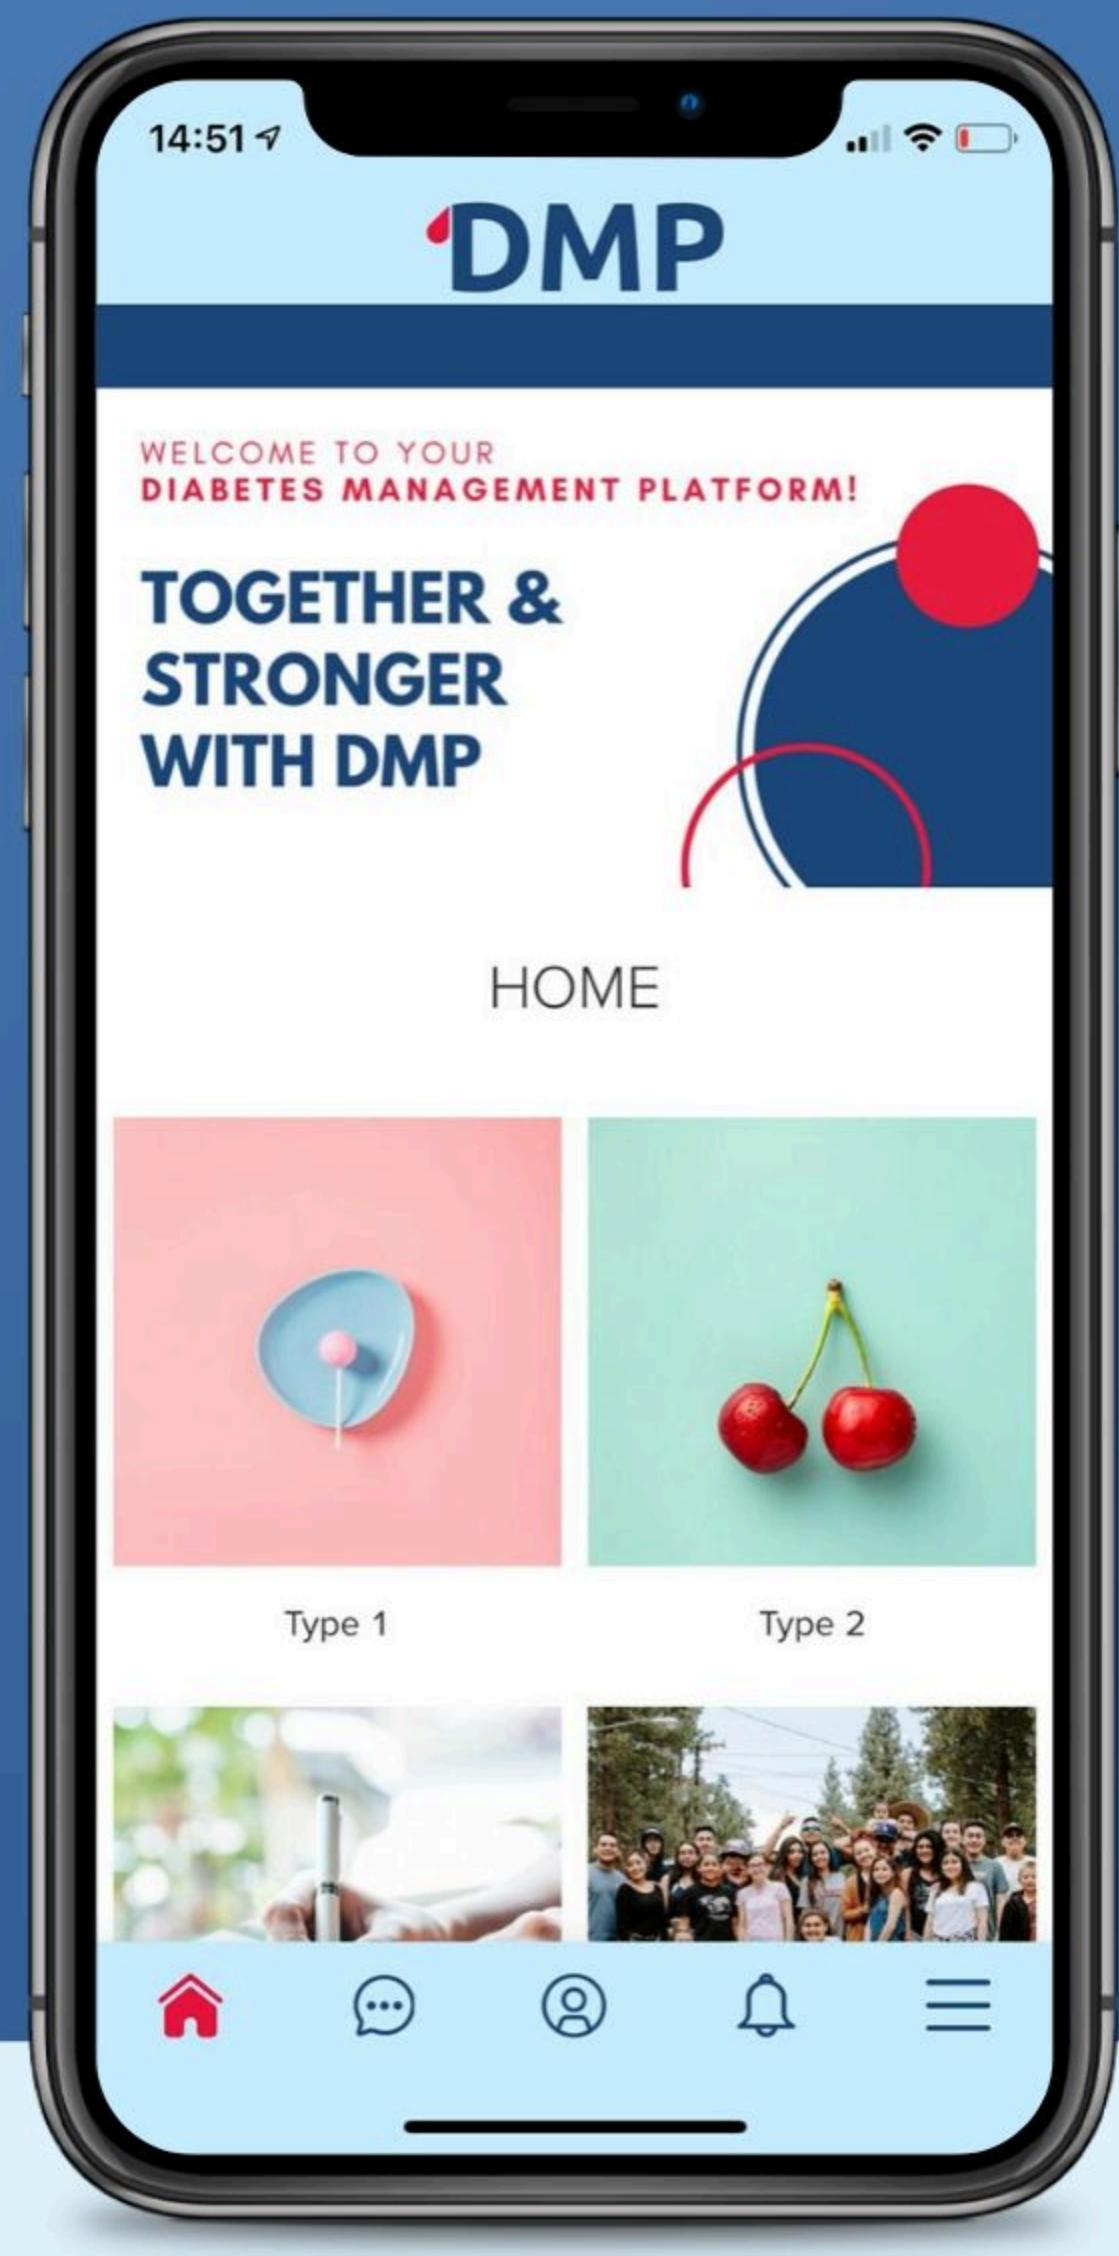 14:51
DMP
WELCOME TO YOUR
DIABETES MANAGEMENT PLATFORM!
TOGETHER &
STRONGER
WITH DMP
HOME
Type 1
Type 2